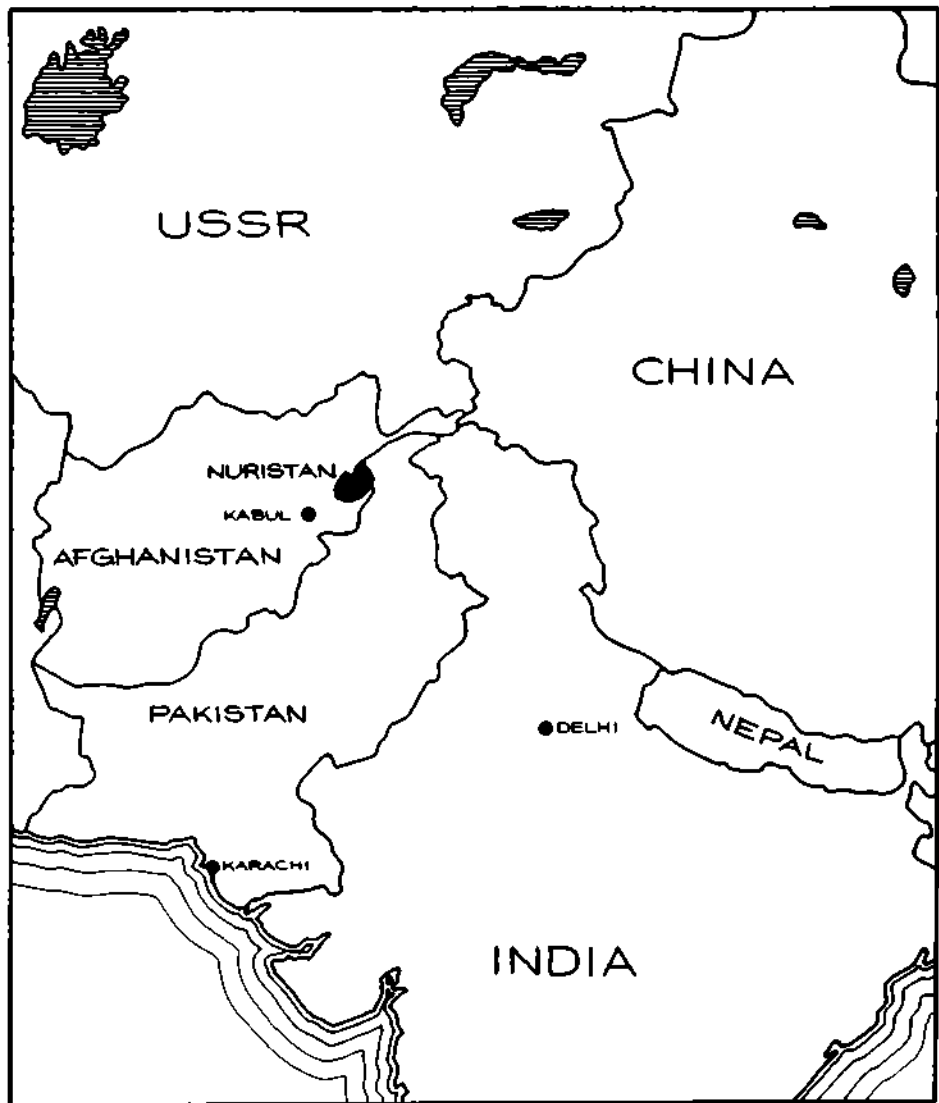 USSR
CHINA
NURISTAN
KABUL
AFGHANISTAN
PAKISTAN
NEPAL
DELHI
KARACHI
INDIA